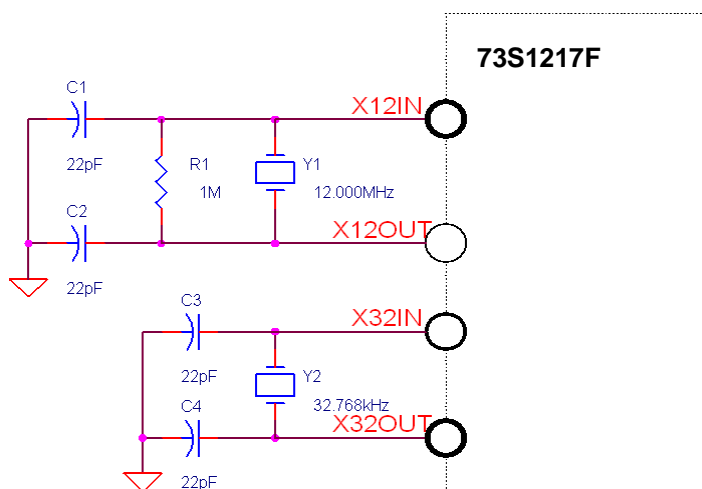 73S1217F
C1
X12IN
22pF
R1
Y1
1M
12.000MHz
C2
X12OUT
22pF
C3
X32IN
22pF
Y2
C4
32.768kHz
X32OUT
22pF